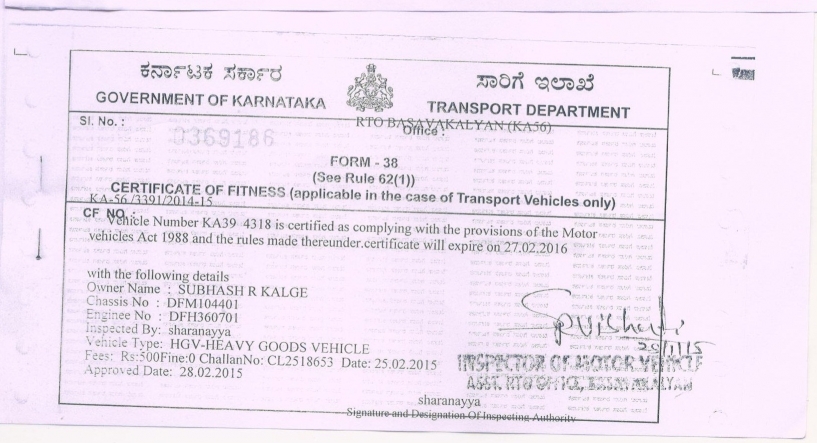 ಕರ್ನಾಟಕ ಸರ್ಕಾರ
GOVERNMENT OF KARNATAKA
ಸಾರಿಗೆ ಇಲಾಖೆ
TRANSPORT DEPARTMENT
Sl. No. :
0369186
RTO BASAVAKALYAN (KA56)
Office :
FORM - 38
(See Rule 62(1))
CERTIFICATE OF FITNESS (applicable in the case of Transport Vehicles only)
KA-56/3391/2014-15
CF. NO. :
Vehicle Number KA39 4318 is certified as complying with the provisions of the Motor
vehicles Act 1988 and the rules made thereunder.certificate will expire on 27.02.2016
with the following details
Owner Name : SUBHASH R KALGE
Chassis No : DFM104401
Enginee No : DFH360701
Inspected By: sharanayya
Vehicle Type: HGV-HEAVY GOODS VEHICLE
Fees: Rs:500Fine:0 ChallanNo: CL2518653 Date: 25.02.2015
Approved Date: 28.02.2015
INSPECTOR OF MOTOR VEHICLE
ASST. RTO OFFICE, BASAVAKALYAN
sharanayya
Signature and Designation Of Inspecting Authority